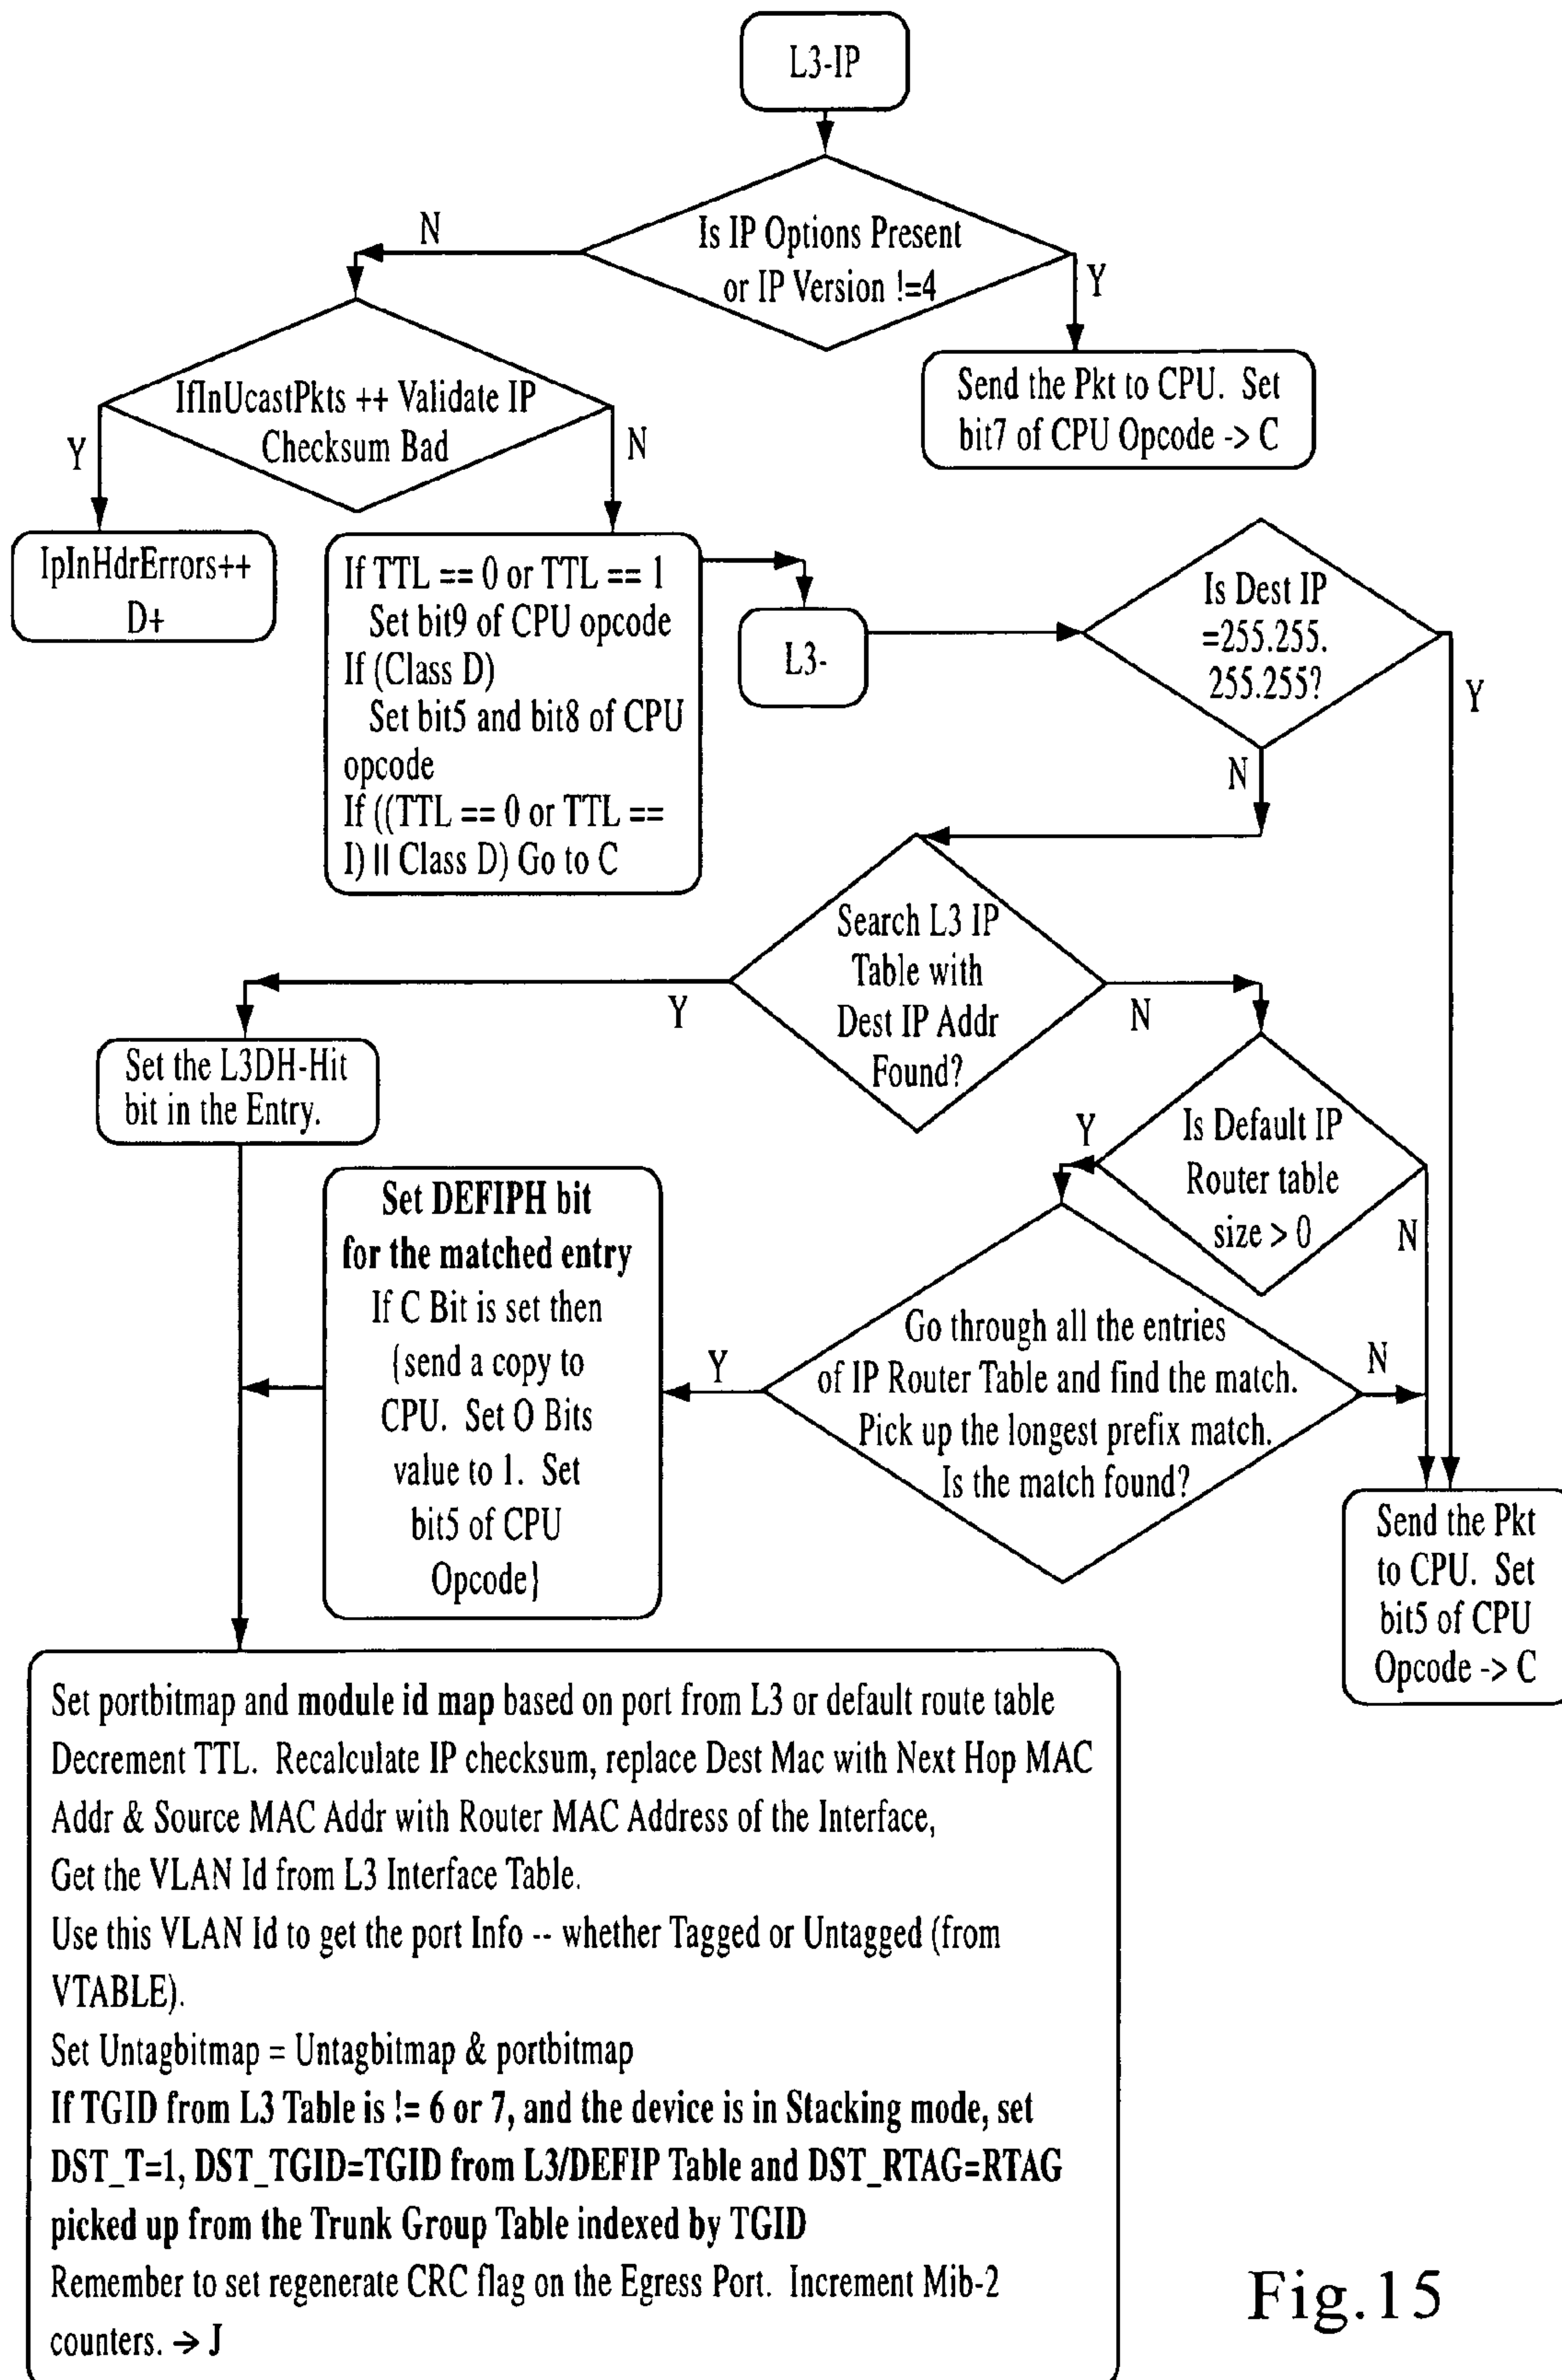 L3-IP
N
Is IP Options Present
or IP Version !=4
Y
IfInUcastPkts ++ Validate IP
Checksum Bad
Y
N
Send the Pkt to CPU. Set
bit7 of CPU Opcode -> C
IpInHdrErrors++
D+
If TTL == 0 or TTL == 1
Set bit9 of CPU opcode
If (Class D)
Set bit5 and bit8 of CPU
opcode
If ((TTL == 0 or TTL ==
I) || Class D) Go to C
L3-
Is Dest IP
=255.255.
255.255?
Y
N
Search L3 IP
Table with
Dest IP Addr
Found?
Y
N
Set the L3DH-Hit
bit in the Entry.
Is Default IP
Router table
size > 0
Y
N
Set DEFIPH bit
for the matched entry
If C Bit is set then
{send a copy to
CPU. Set O Bits
value to 1. Set
bit5 of CPU
Opcode}
Y
Go through all the entries
of IP Router Table and find the match.
Pick up the longest prefix match.
Is the match found?
N
Send the Pkt
to CPU. Set
bit5 of CPU
Opcode -> C
Set portbitmap and module id map based on port from L3 or default route table
Decrement TTL. Recalculate IP checksum, replace Dest Mac with Next Hop MAC
Addr & Source MAC Addr with Router MAC Address of the Interface,
Get the VLAN Id from L3 Interface Table.
Use this VLAN Id to get the port Info -- whether Tagged or Untagged (from
VTABLE).
Set Untagbitmap = Untagbitmap & portbitmap
If TGID from L3 Table is != 6 or 7, and the device is in Stacking mode, set
DST_T=1, DST_TGID=TGID from L3/DEFIP Table and DST_RTAG=RTAG
picked up from the Trunk Group Table indexed by TGID
Remember to set regenerate CRC flag on the Egress Port. Increment Mib-2
counters. → J
Fig.15